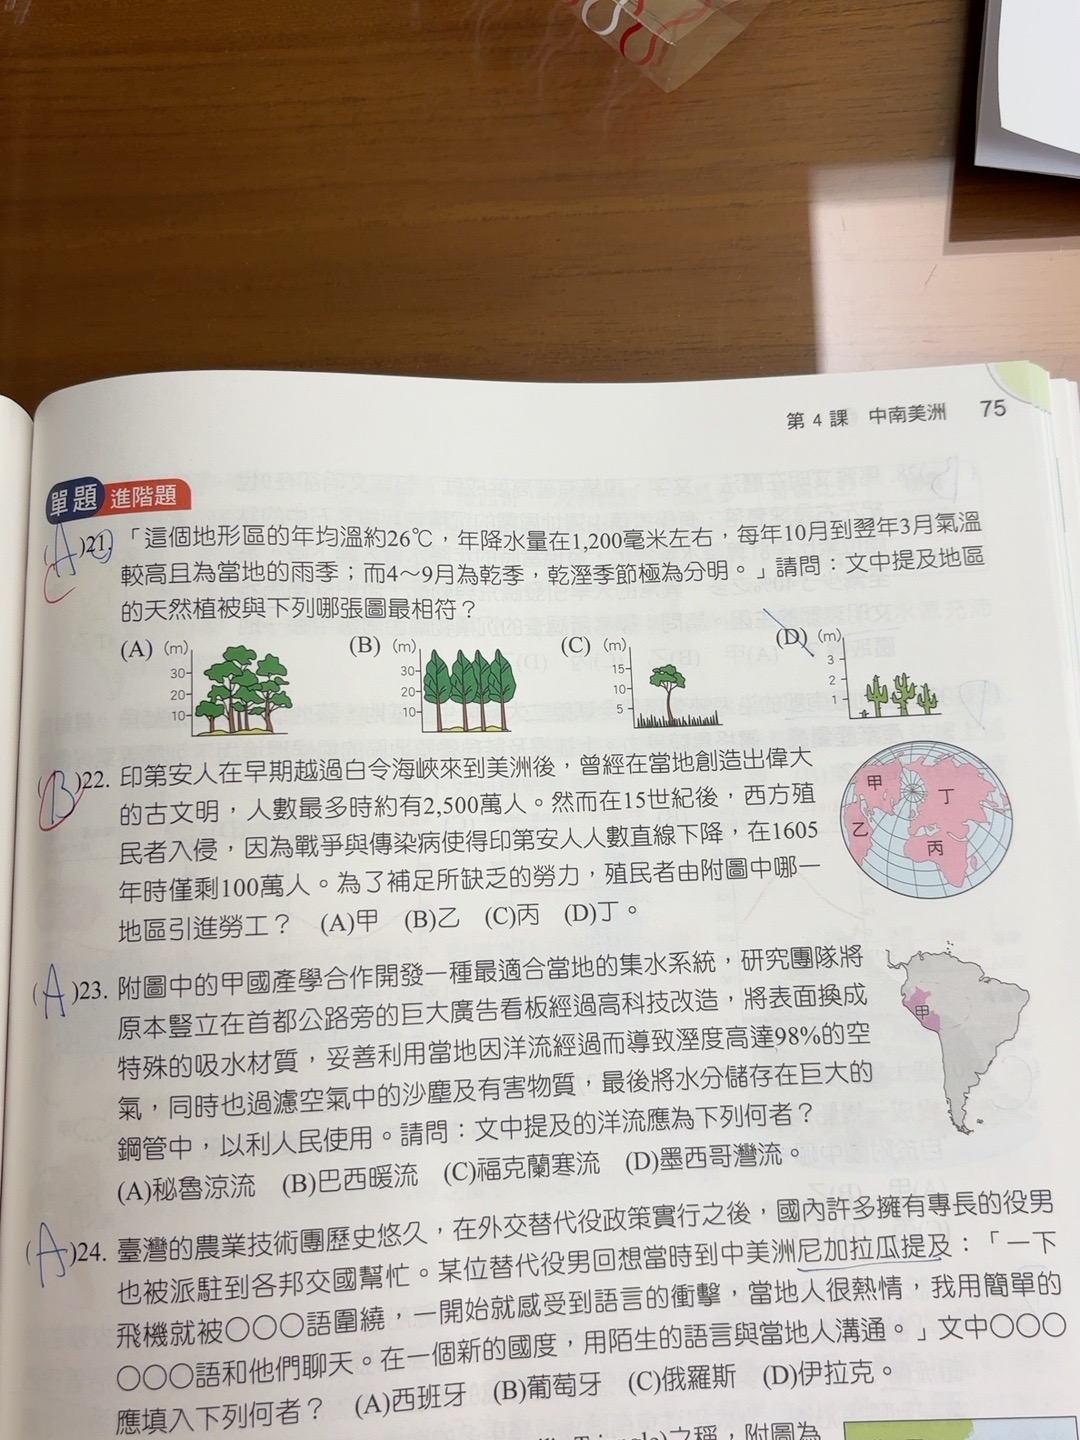 第4課 中南美洲 75
單題 進階題
(A)21. 「這個地形區的年均溫約26℃，年降水量在1,200毫米左右，每年10月到翌年3月氣溫
C
較高且為當地的雨季；而4～9月為乾季，乾溼季節極為分明。」請問：文中提及地區
的天然植被與下列哪張圖最相符？
(A) (m) 30 20 10 (B) (m) 30 20 10 (C) (m) 15 10 5 (D) (m) 3 2 1
(B)22. 印第安人在早期越過白令海峽來到美洲後，曾經在當地創造出偉大
的古文明，人數最多時約有2,500萬人。然而在15世紀後，西方殖
民者入侵，因為戰爭與傳染病使得印第安人人數直線下降，在1605
年時僅剩100萬人。為了補足所缺乏的勞力，殖民者由附圖中哪一
地區引進勞工？ (A)甲 (B)乙 (C)丙 (D)丁。
甲
丁
乙
丙
(A)23. 附圖中的甲國產學合作開發一種最適合當地的集水系統，研究團隊將
原本豎立在首都公路旁的巨大廣告看板經過高科技改造，將表面換成
特殊的吸水材質，妥善利用當地因洋流經過而導致溼度高達98%的空
氣，同時也過濾空氣中的沙塵及有害物質，最後將水分儲存在巨大的
鋼管中，以利人民使用。請問：文中提及的洋流應為下列何者？
(A)秘魯涼流 (B)巴西暖流 (C)福克蘭寒流 (D)墨西哥灣流。
甲
(A)24. 臺灣的農業技術團歷史悠久，在外交替代役政策實行之後，國內許多擁有專長的役男
也被派駐到各邦交國幫忙。某位替代役男回想當時到中美洲尼加拉瓜提及：「一下
飛機就被○○○語圍繞，一開始就感受到語言的衝擊，當地人很熱情，我用簡單的
○○○語和他們聊天。在一個新的國度，用陌生的語言與當地人溝通。」文中○○○
應填入下列何者？ (A)西班牙 (B)葡萄牙 (C)俄羅斯 (D)伊拉克。
Triangle)之稱，附圖為